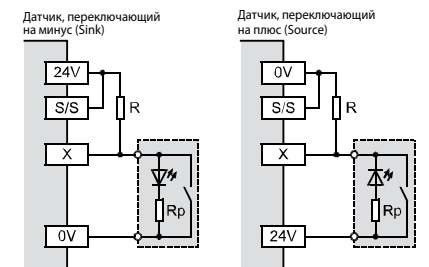 Датчик, переключающий
на минус (Sink)
24V
S/S
R
X
Rp
0V
Датчик, переключающий
на плюс (Source)
0V
S/S
R
X
Rp
24V